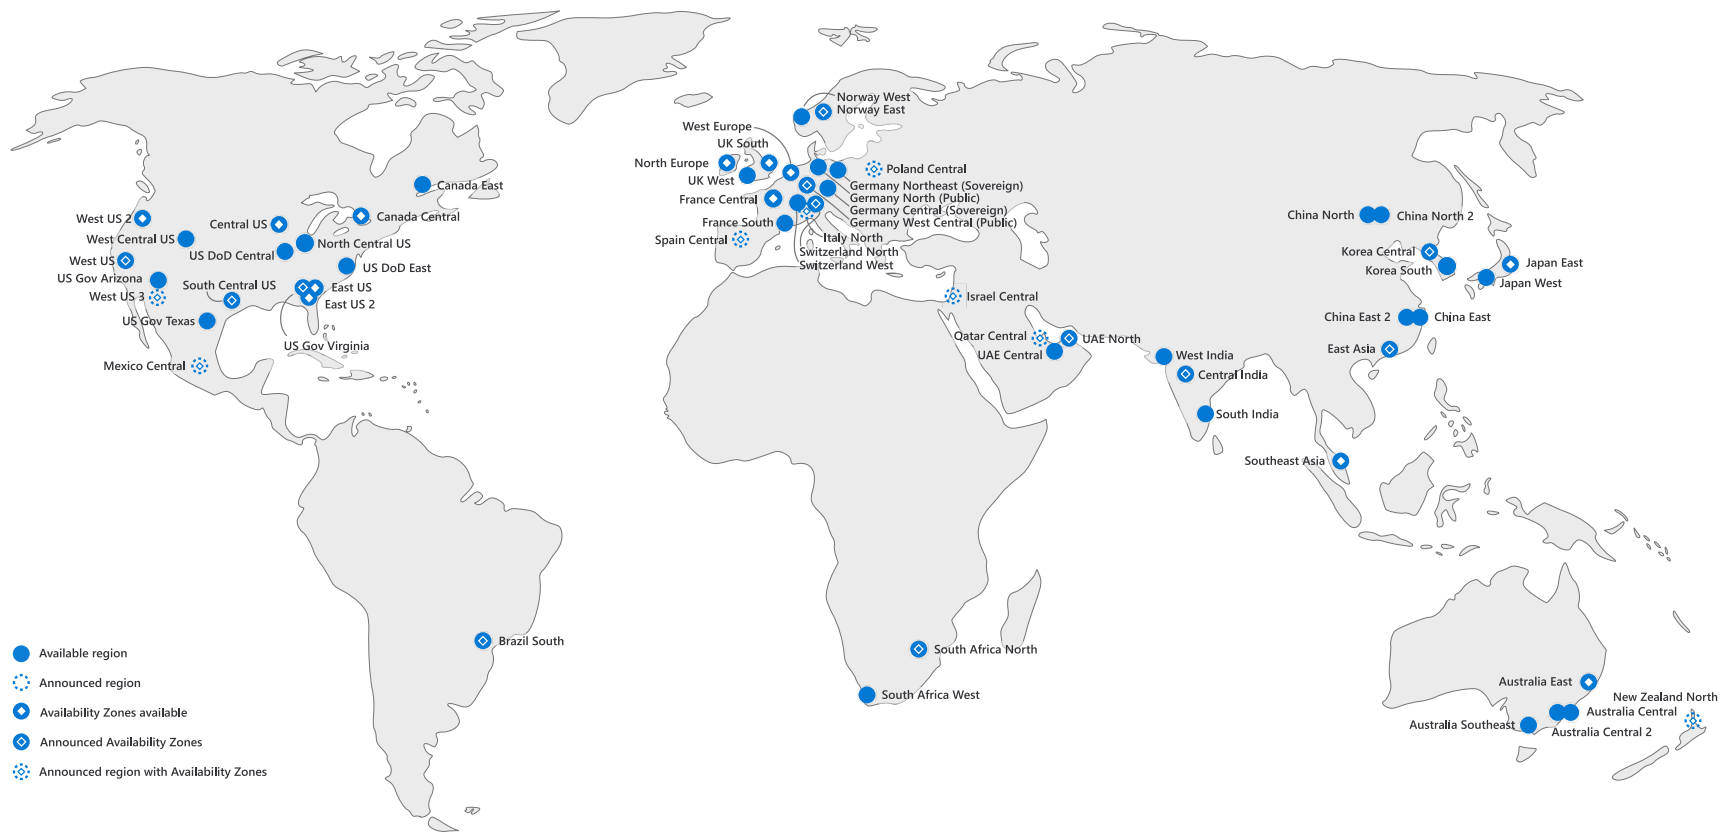 Norway West
Norway East
West Europe
UK South
North Europe
UK West
Poland Central
Germany Northeast (Sovereign)
Germany North (Public)
Germany Central (Sovereign)
Germany West Central (Public)
France Central
France South
Spain Central
Italy North
Switzerland North
Switzerland West
Canada East
Canada Central
West US 2
Central US
West Central US
North Central US
US DoD Central
West US
US DoD East
US Gov Arizona
South Central US
East US
West US 3
East US 2
US Gov Texas
US Gov Virginia
Mexico Central
Israel Central
Qatar Central
UAE North
UAE Central
China North
China North 2
Korea Central
Korea South
Japan East
Japan West
China East 2
China East
East Asia
West India
Central India
South India
Southeast Asia
Brazil South
South Africa North
South Africa West
Australia East
New Zealand North
Australia Central
Australia Southeast
Australia Central 2
Available region
Announced region
Availability Zones available
Announced Availability Zones
Announced region with Availability Zones